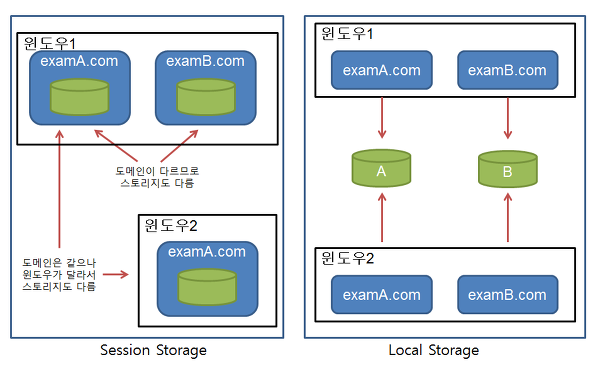 윈도우1
examA.com
examB.com
도메인이 다르므로
스토리지도 다름
윈도우2
examA.com
도메인은 같으나
윈도우가 달라서
스토리지도 다름
Session Storage
윈도우1
examA.com
examB.com
A
B
윈도우2
examA.com
examB.com
Local Storage